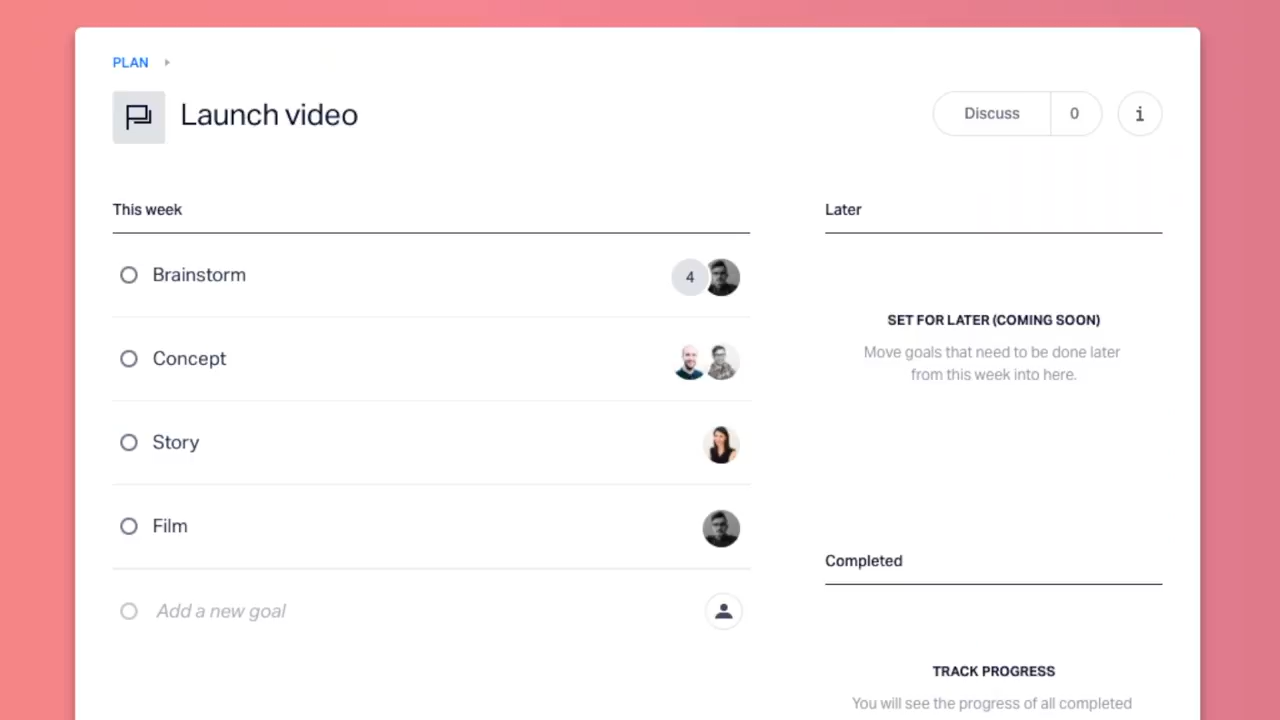 PLAN
Launch video
Discuss 0 i
This week
Brainstorm 4
Concept
Story
Film
Add a new goal
Later
SET FOR LATER (COMING SOON)
Move goals that need to be done later
from this week into here.
Completed
TRACK PROGRESS
You will see the progress of all completed